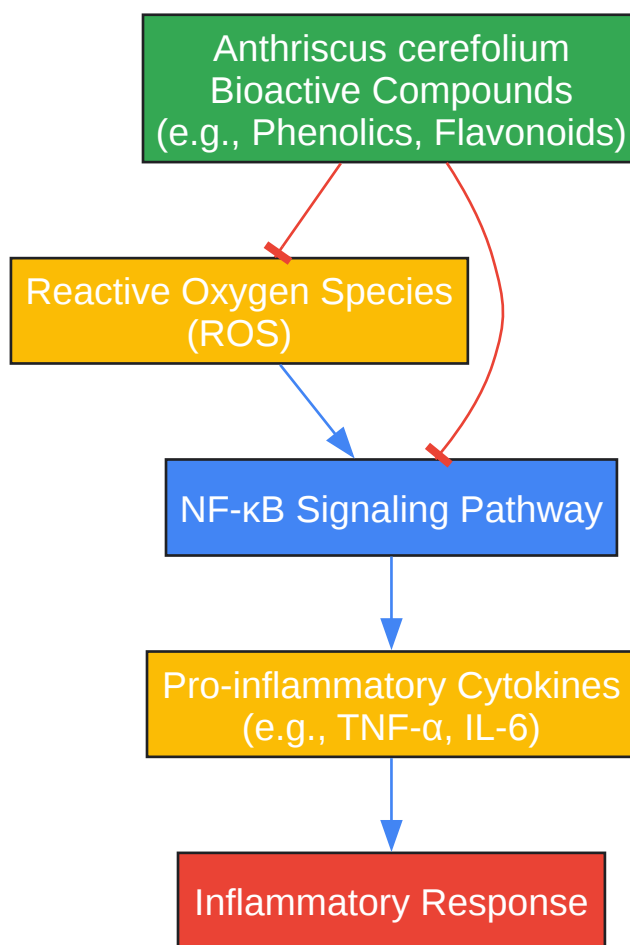 Anthriscus cerefolium
Bioactive Compounds
(e.g., Phenolics, Flavonoids)
Reactive Oxygen Species
(ROS)
NF-κB Signaling Pathway
Pro-inflammatory Cytokines
(e.g., TNF-α, IL-6)
Inflammatory Response